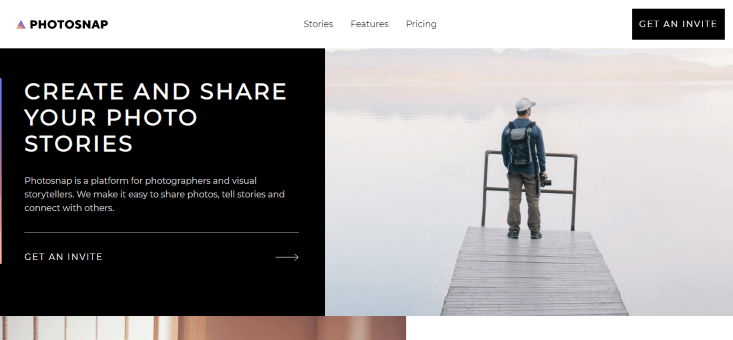 PHOTOSNAP
Stories
Features
Pricing
GET AN INVITE
CREATE AND SHARE
YOUR PHOTO
STORIES
Photosnap is a platform for photographers and visual
storytellers. We make it easy to share photos, tell stories and
connect with others.
GET AN INVITE